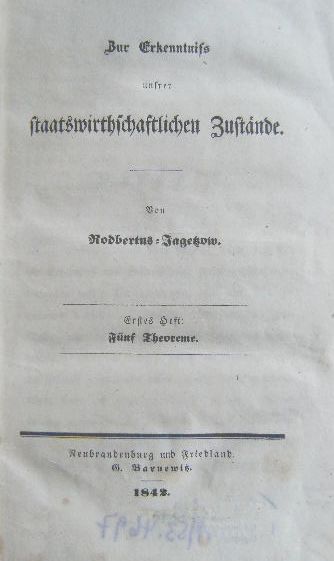 Zur Erkenntniß
unsrer
staatswirthschaftlichen Zustände.
Von
Rodbertus-Jagetzow.
Erstes Heft:
Fünf Theoreme.
Neubrandenburg und Friedland.
G. Barnewitz.
1842.